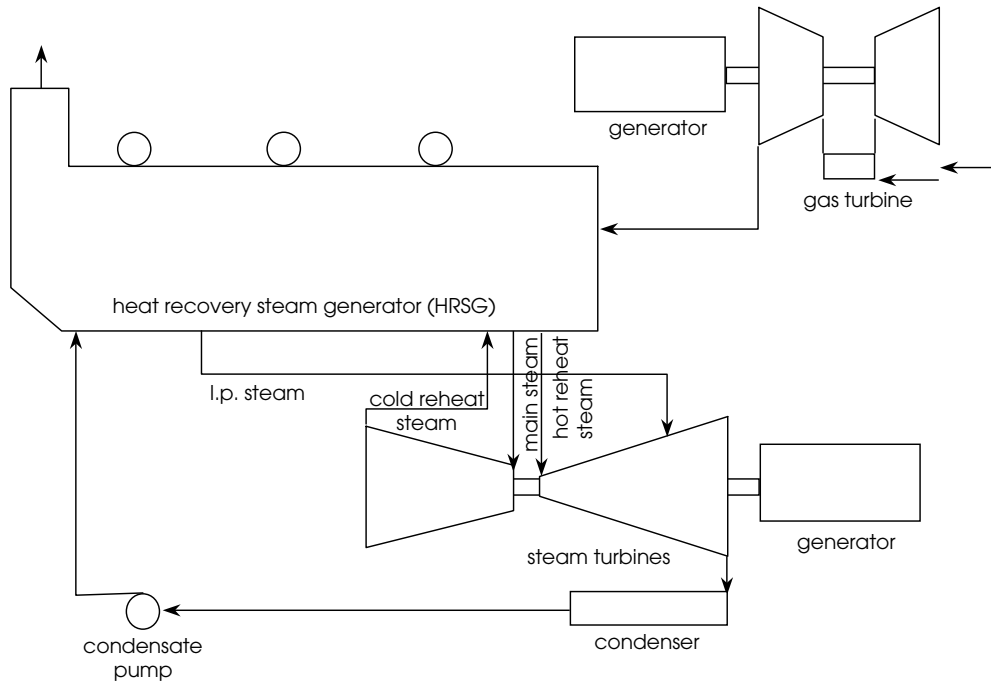 generator
gas turbine
heat recovery steam generator (HRSG)
l.p. steam
cold reheat
steam
main steam
hot reheat
steam
steam turbines
generator
condenser
condensate
pump